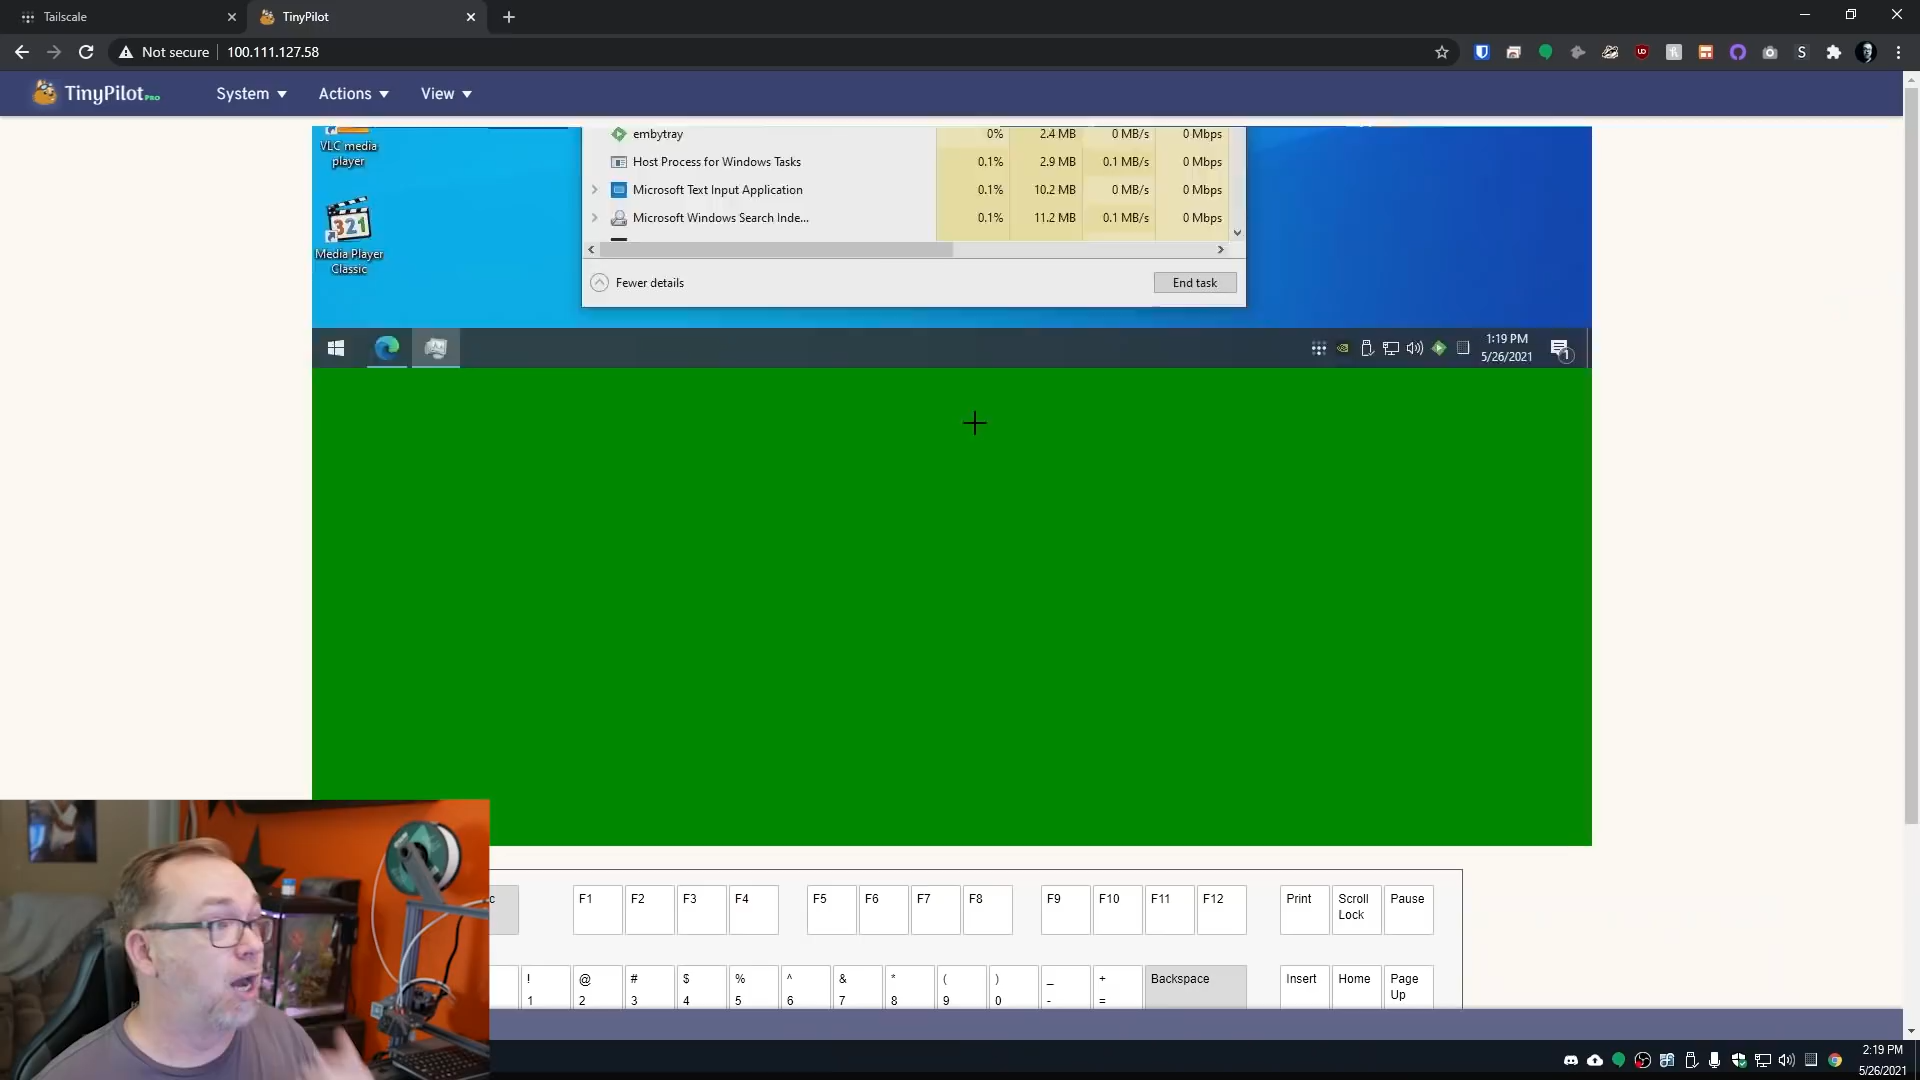 Tailscale
TinyPilot
Not secure
100.111.127.58
TinyPilot PRO
System
Actions
View
VLC media
player
Media Player
Classic
embytray 0% 2.4 MB 0 MB/s 0 Mbps
Host Process for Windows Tasks 0.1% 2.9 MB 0.1 MB/s 0 Mbps
Microsoft Text Input Application 0.1% 10.2 MB 0 MB/s 0 Mbps
Microsoft Windows Search Inde... 0.1% 11.2 MB 0.1 MB/s 0 Mbps
Fewer details
End task
1:19 PM
5/26/2021
1
c
F1 F2 F3 F4 F5 F6 F7 F8 F9 F10 F11 F12
Print
Scroll
Lock
Pause
! @ # $ % ^ & * ( ) _ +
1 2 3 4 5 6 7 8 9 0 - =
Backspace
Insert
Home
Page
Up
2:19 PM
5/26/2021